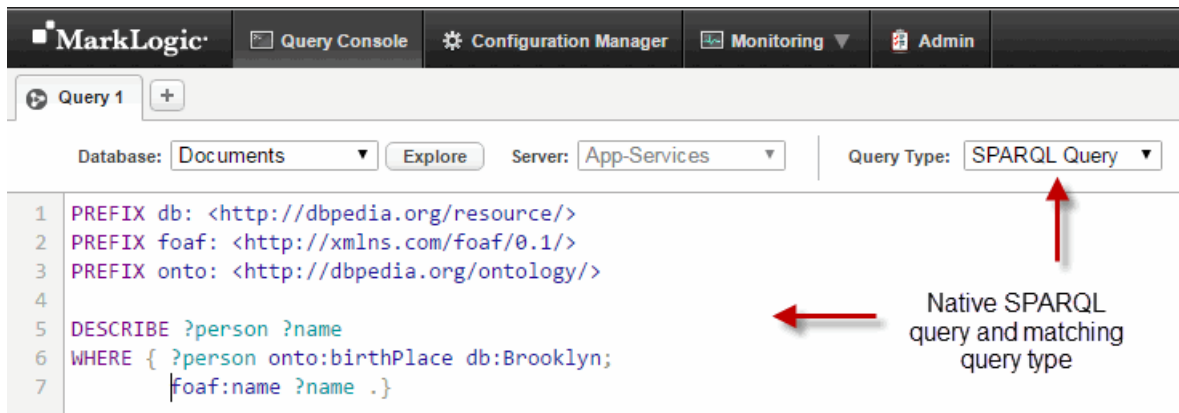 MarkLogic Query Console Configuration Manager Monitoring Admin
Query 1 +
Database: Documents Explore Server: App-Services Query Type: SPARQL Query
1 PREFIX db: <http://dbpedia.org/resource/>
2 PREFIX foaf: <http://xmlns.com/foaf/0.1/>
3 PREFIX onto: <http://dbpedia.org/ontology/>
4
5 DESCRIBE ?person ?name
6 WHERE { ?person onto:birthPlace db:Brooklyn;
7 foaf:name ?name .}
Native SPARQL
query and matching
query type